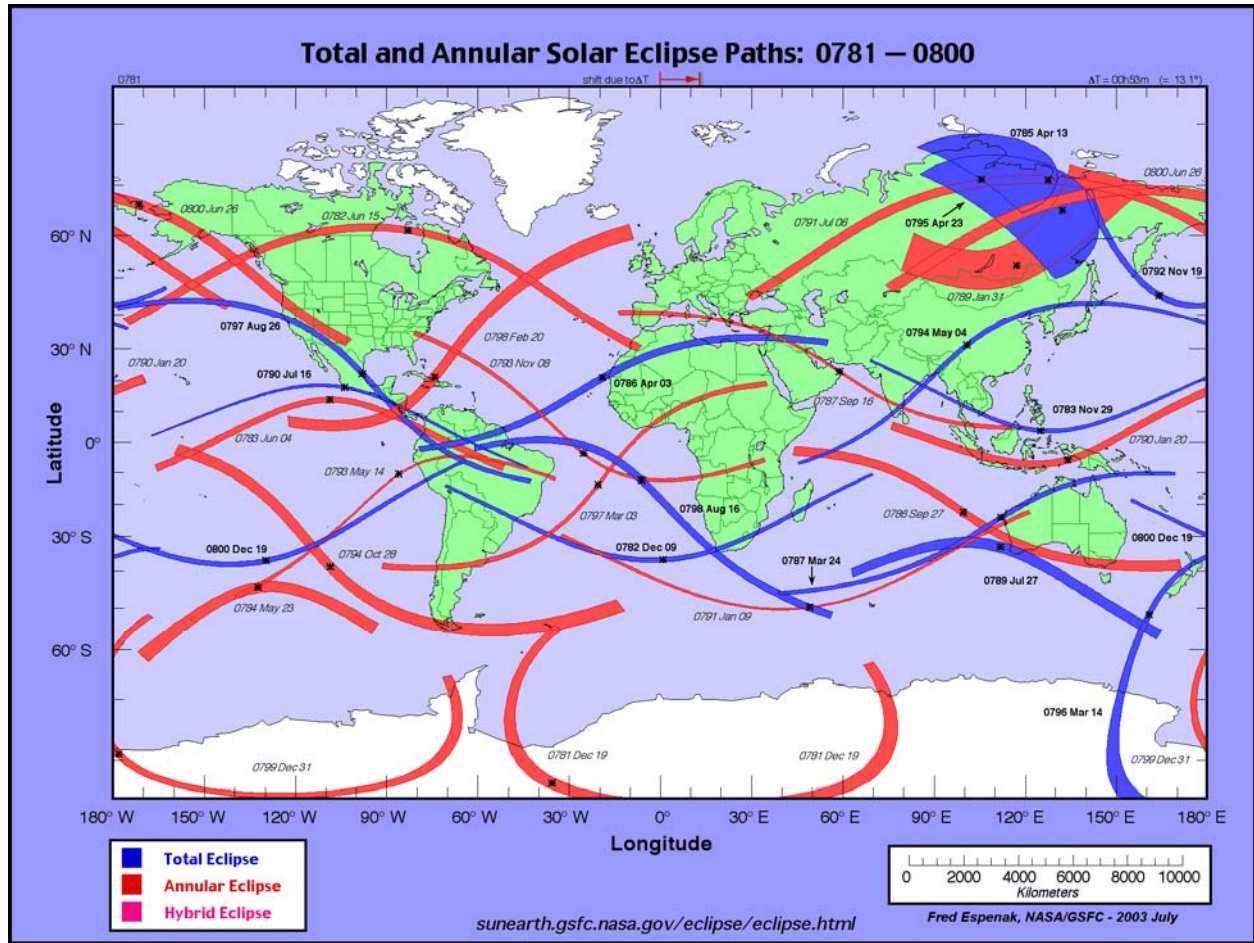 Total and Annular Solar Eclipse Paths: 0781 — 0800
0781
shift due to ΔT
ΔT = 00h53m (= 13.1°)
0785 Apr 13
0800 Jun 26
0800 Jun 26
0782 Jun 15
0791 Jul 06
0795 Apr 23
60° N
0792 Nov 19
0789 Jan 31
0797 Aug 26
0798 Feb 20
0794 May 04
30° N
0790 Jan 20
0793 Nov 08
0790 Jul 16
0786 Apr 03
0787 Sep 16
0783 Nov 29
0783 Jun 04
0790 Jan 20
0°
Latitude
0793 May 14
0798 Aug 16
0797 Mar 03
0786 Sep 27
30° S
0800 Dec 19
0782 Dec 09
0800 Dec 19
0794 Oct 28
0787 Mar 24
0789 Jul 27
0784 May 23
0791 Jan 09
60° S
0796 Mar 14
0799 Dec 31
0781 Dec 19
0781 Dec 19
0799 Dec 31
180° W 150° W 120° W 90° W 60° W 30° W 0° 30° E 60° E 90° E 120° E 150° E 180° E
Longitude
Total Eclipse
Annular Eclipse
Hybrid Eclipse
0 2000 4000 6000 8000 10000
Kilometers
sunearth.gsfc.nasa.gov/eclipse/eclipse.html
Fred Espenak, NASA/GSFC - 2003 July